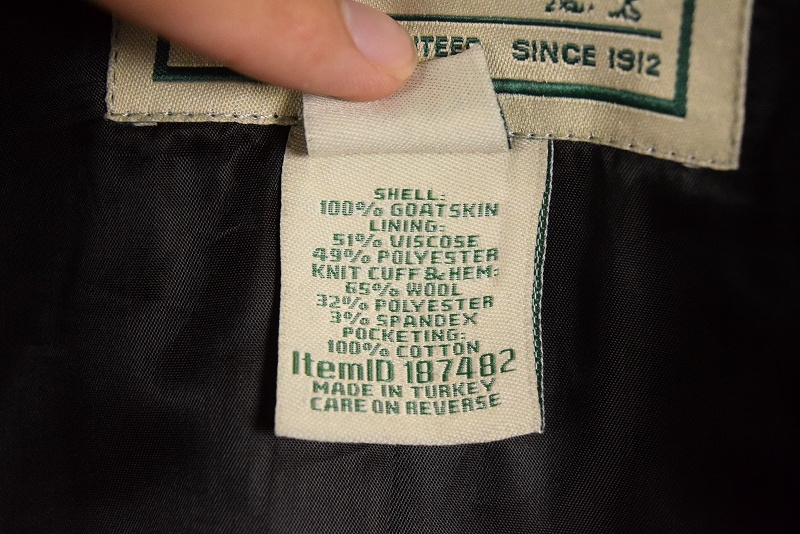 SINCE 1912
SHELL:
100% GOATSKIN
LINING:
51% VISCOSE
49% POLYESTER
KNIT CUFF & HEM:
65% WOOL
32% POLYESTER
3% SPANDEX
POCKETING:
100% COTTON
ItemID 187482
MADE IN TURKEY
CARE ON REVERSE